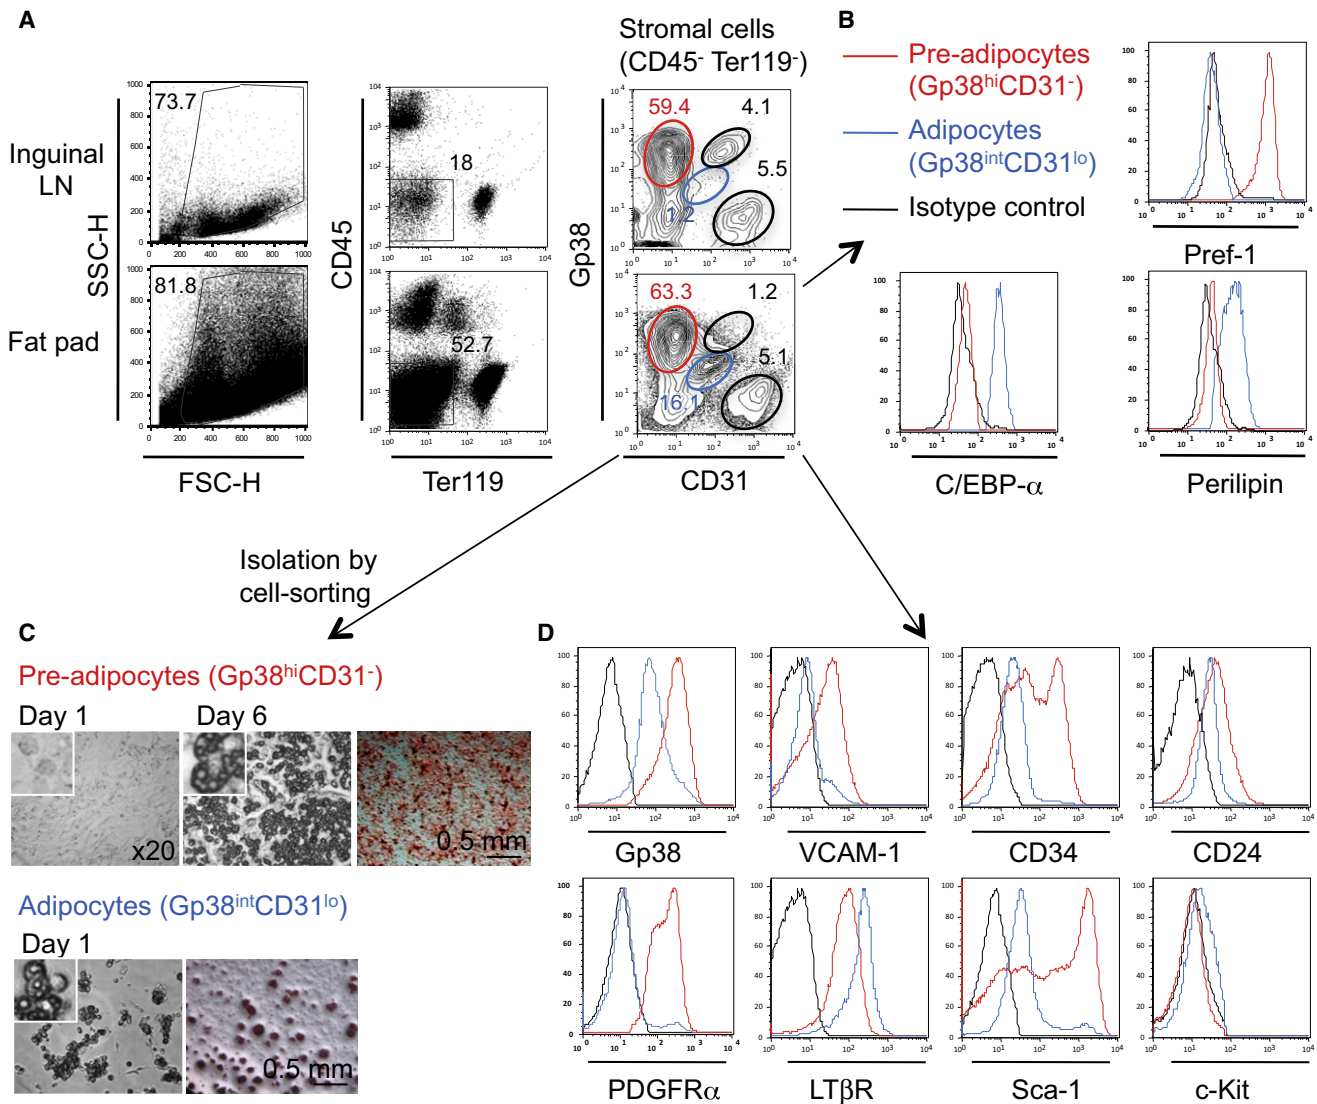 A
B
Stromal cells
(CD45- Ter119-)
Pre-adipocytes
(Gp38hiCD31-)
Adipocytes
(Gp38intCD31lo)
Isotype control
Inguinal
LN
Fat pad
SSC-H
FSC-H
73.7
81.8
CD45
Ter119
18
52.7
Gp38
CD31
59.4
4.1
5.5
1.2
63.3
1.2
5.1
16.1
Pref-1
C/EBP-α
Perilipin
Isolation by
cell-sorting
C
Pre-adipocytes (Gp38hiCD31-)
Day 1
Day 6
x20
0.5 mm
Adipocytes (Gp38intCD31lo)
Day 1
0.5 mm
D
Gp38
VCAM-1
CD34
CD24
PDGFRα
LTβR
Sca-1
c-Kit